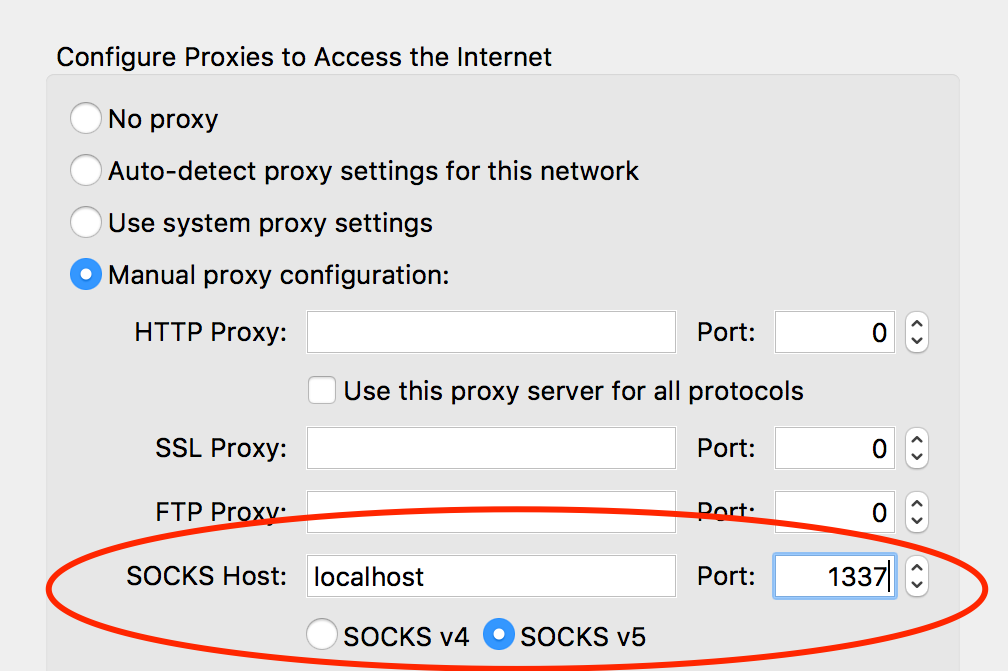 Configure Proxies to Access the Internet
No proxy
Auto-detect proxy settings for this network
Use system proxy settings
Manual proxy configuration:
HTTP Proxy: Port: 0
Use this proxy server for all protocols
SSL Proxy: Port: 0
FTP Proxy: Port: 0
SOCKS Host: localhost Port: 1337
SOCKS v4 SOCKS v5